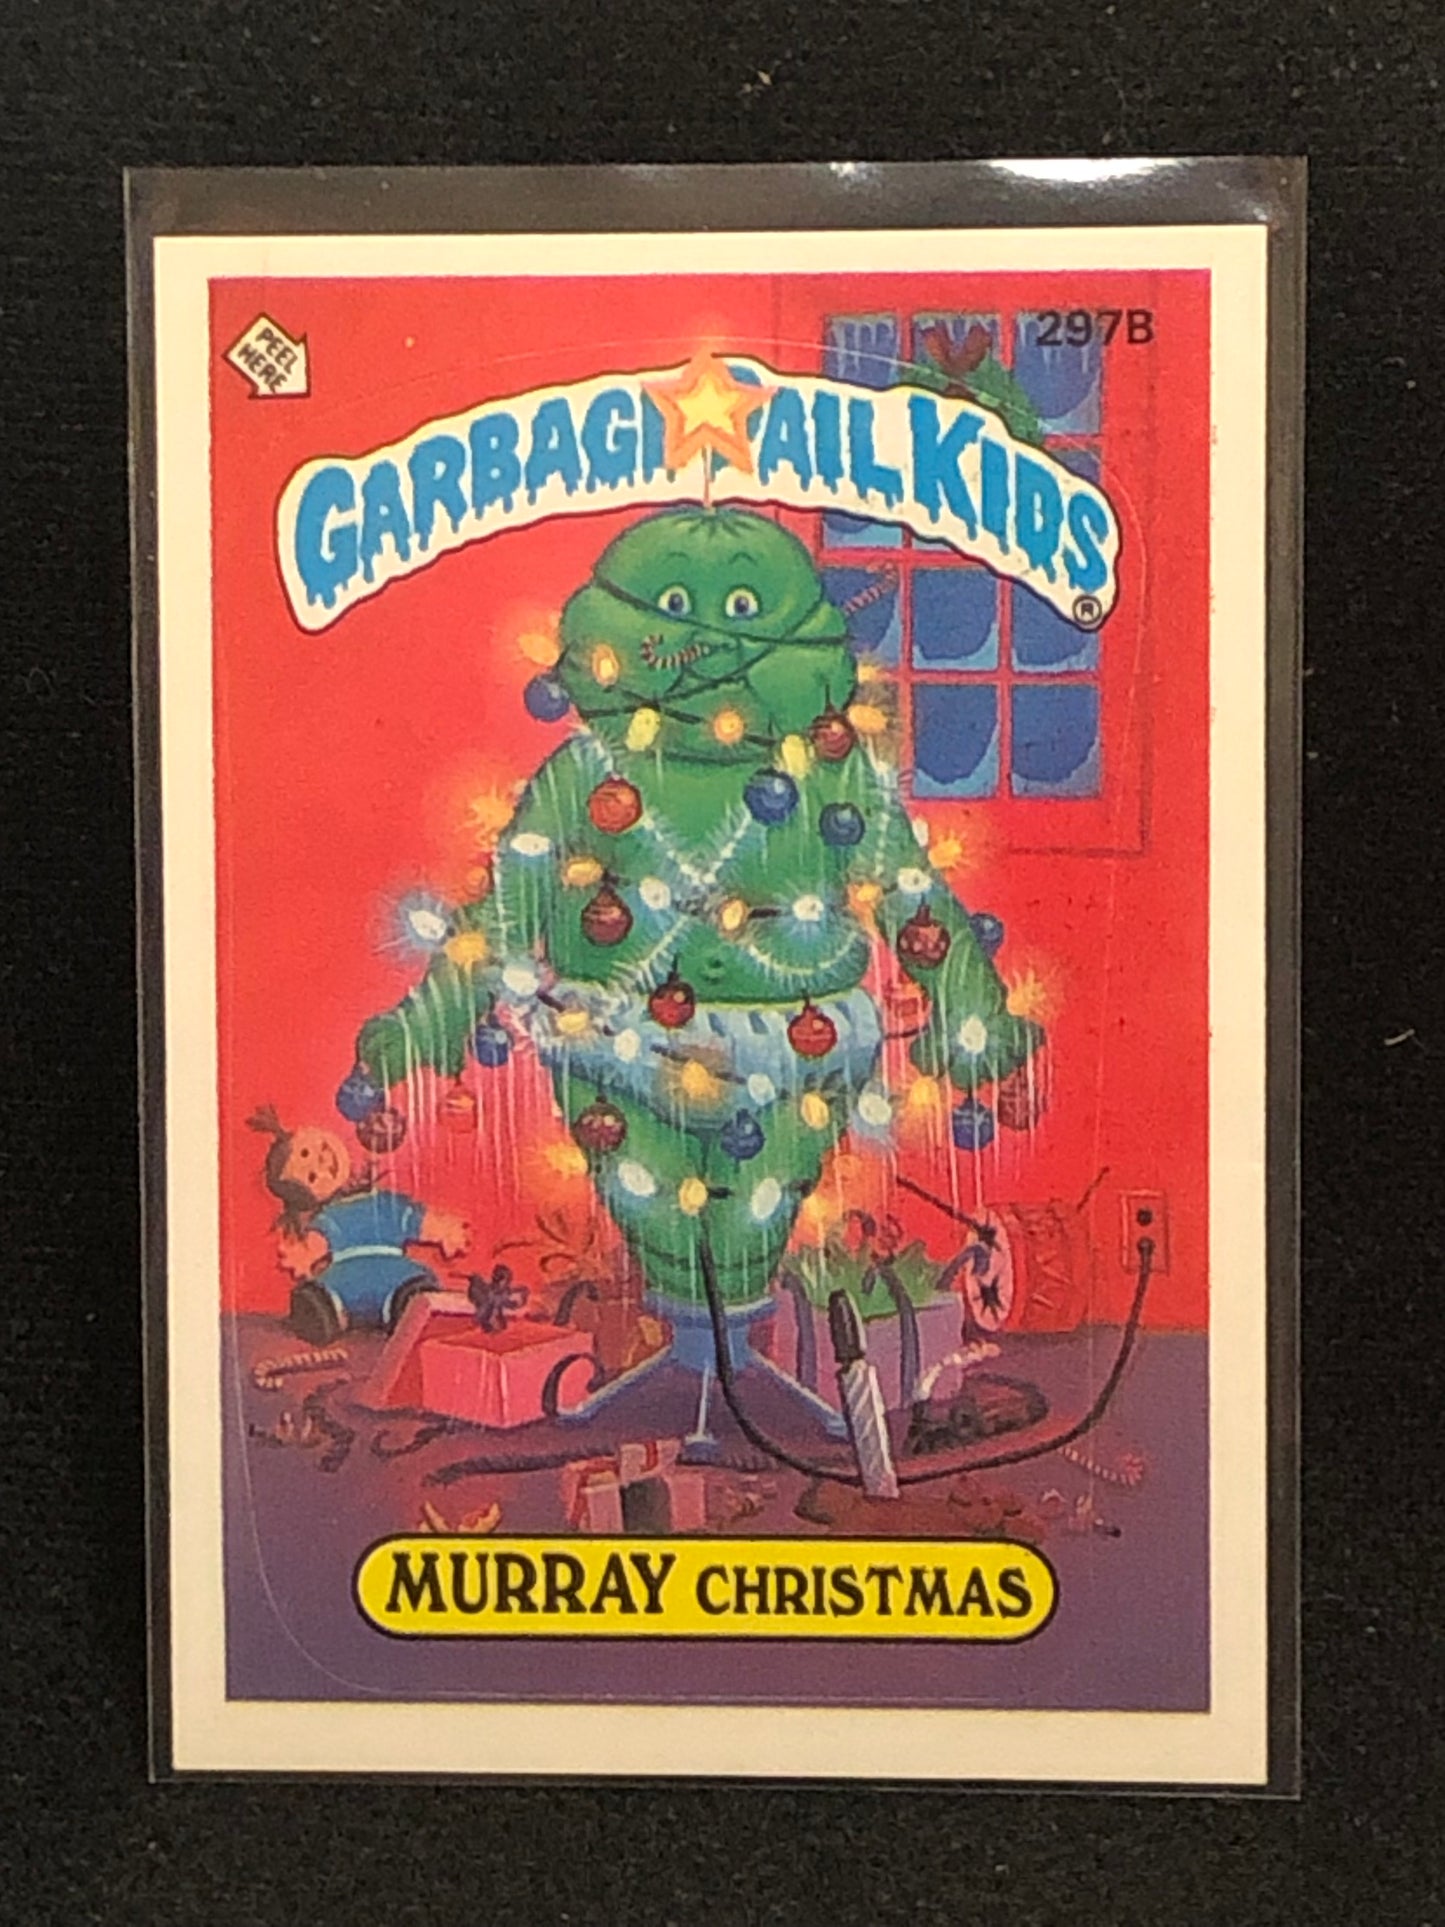 297B
PEEL
HERE
GARBAGE PAIL KIDS
®
MURRAY CHRISTMAS